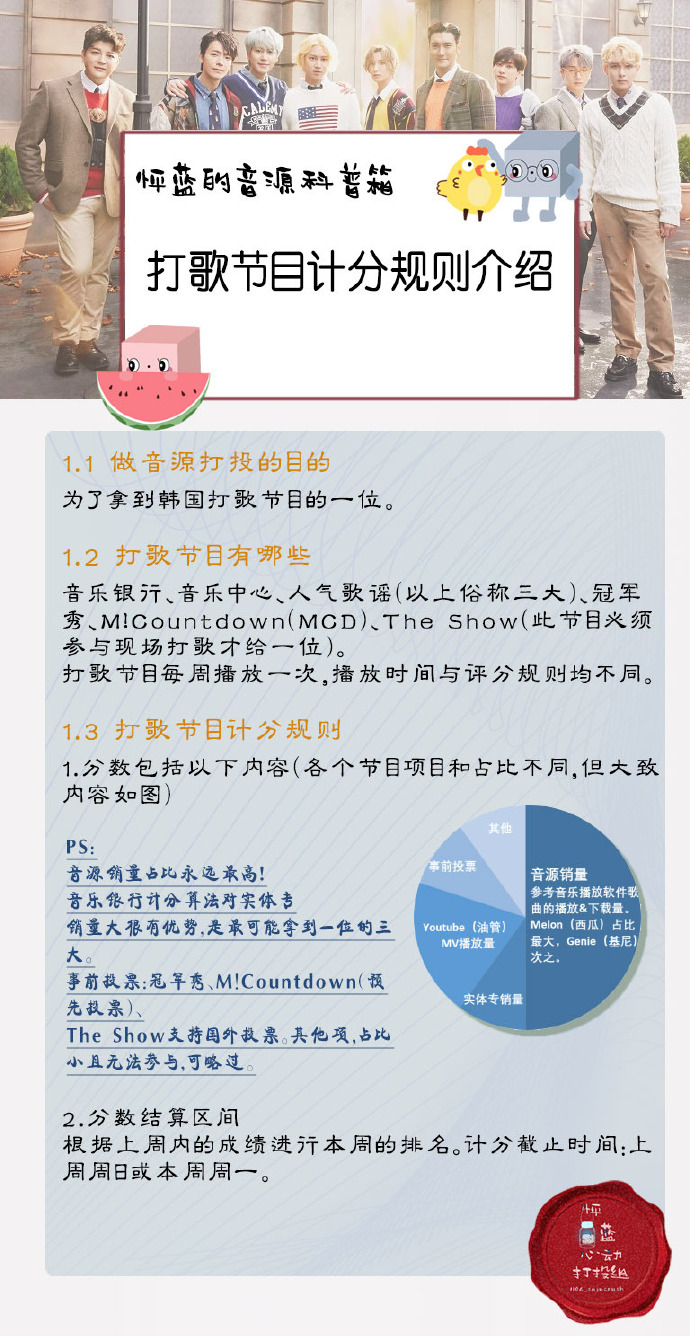 CALEM
怦蓝的音源科普箱
打歌节目计分规则介绍
1.1 做音源打投的目的
为了拿到韩国打歌节目的一位。
1.2 打歌节目有哪些
音乐银行、音乐中心、人气歌谣(以上俗称三大)、冠军
秀、M!Countdown(MCD)、The Show(此节目必须
参与现场打歌才给一位)。
打歌节目每周播放一次,播放时间与评分规则均不同。
1.3 打歌节目计分规则
1.分数包括以下内容(各个节目项目和占比不同,但大致
内容如图)
PS:
音源销量占比永远最高!
音乐银行计分算法对实体专
销量大很有优势,是最可能拿到一位的三
大。
事前投票:冠军秀、M!Countdown(预
先投票)、
The Show支持国外投票。其他项,占比
小且无法参与,可略过。
其他
事前投票
Youtube（油管）
MV播放量
实体专销量
音源销量
参考音乐播放软件歌
曲的播放&下载量。
Melon（西瓜）占比
最大，Genie（基尼）
次之。
2.分数结算区间
根据上周内的成绩进行本周的排名。计分截止时间:上
周周日或本周周一。
怦
蓝
心动
打投组